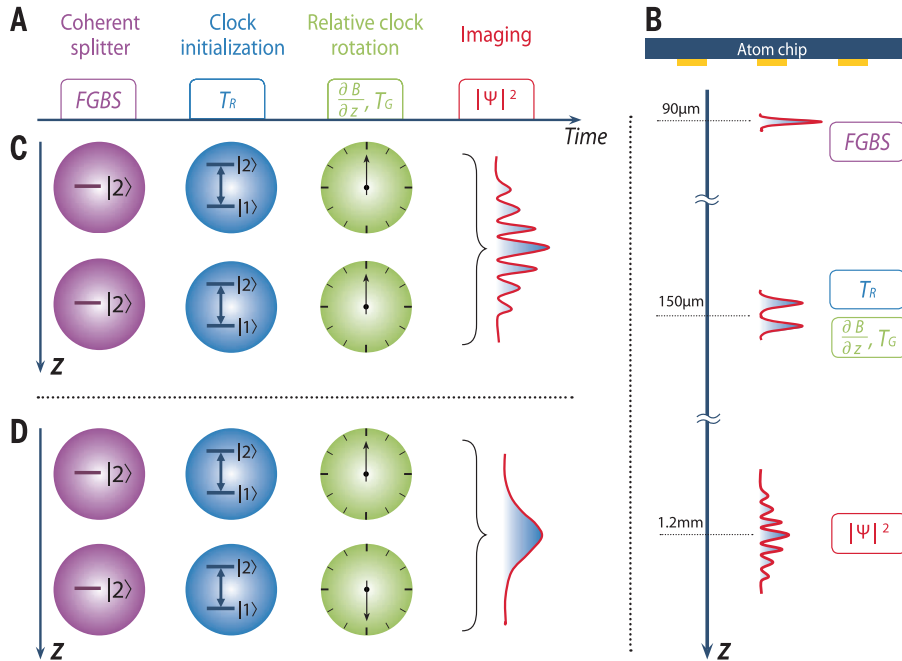 A
Coherent
splitter
Clock
initialization
Relative clock
rotation
Imaging
FGBS
T_R
∂B/∂z, T_G
|Ψ|²
Time
C
|2⟩
|2⟩
|1⟩
|2⟩
|2⟩
|1⟩
z
D
|2⟩
|2⟩
|1⟩
|2⟩
|2⟩
|1⟩
z
B
Atom chip
90µm
FGBS
T_R
150µm
∂B/∂z, T_G
1.2mm
|Ψ|²
z